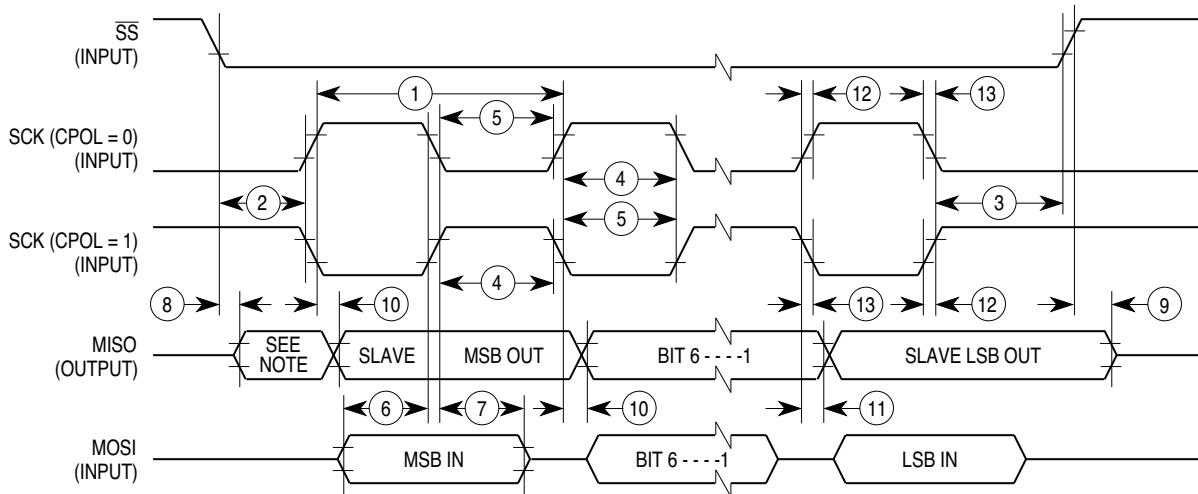 SS
(INPUT)
1
12
13
5
SCK (CPOL = 0)
(INPUT)
4
2
3
5
SCK (CPOL = 1)
(INPUT)
4
8
10
13
12
9
MISO
(OUTPUT)
SEE
NOTE
SLAVE
MSB OUT
BIT 6 - - - -1
SLAVE LSB OUT
6
7
10
11
MOSI
(INPUT)
MSB IN
BIT 6 - - - -1
LSB IN